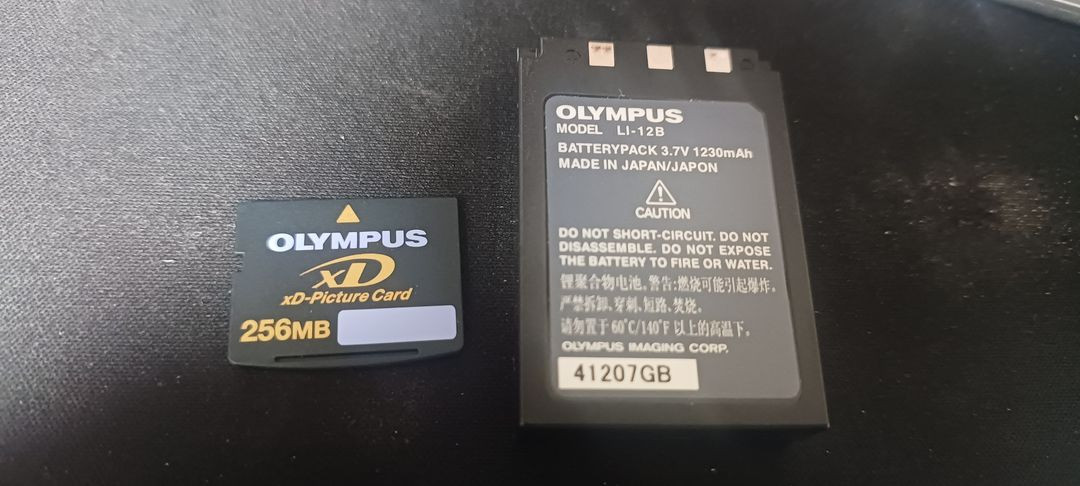 OLYMPUS
xD
xD-Picture Card
256MB
OLYMPUS
MODEL LI-12B
BATTERYPACK 3.7V 1230mAh
MADE IN JAPAN/JAPON
CAUTION
DO NOT SHORT-CIRCUIT. DO NOT
DISASSEMBLE. DO NOT EXPOSE
THE BATTERY TO FIRE OR WATER.
锂聚合物电池。警告:燃烧可能引起爆炸。
严禁拆卸、穿刺、短路、焚烧。
请勿置于60℃/140℉以上的高温下。
OLYMPUS IMAGING CORP.
41207GB